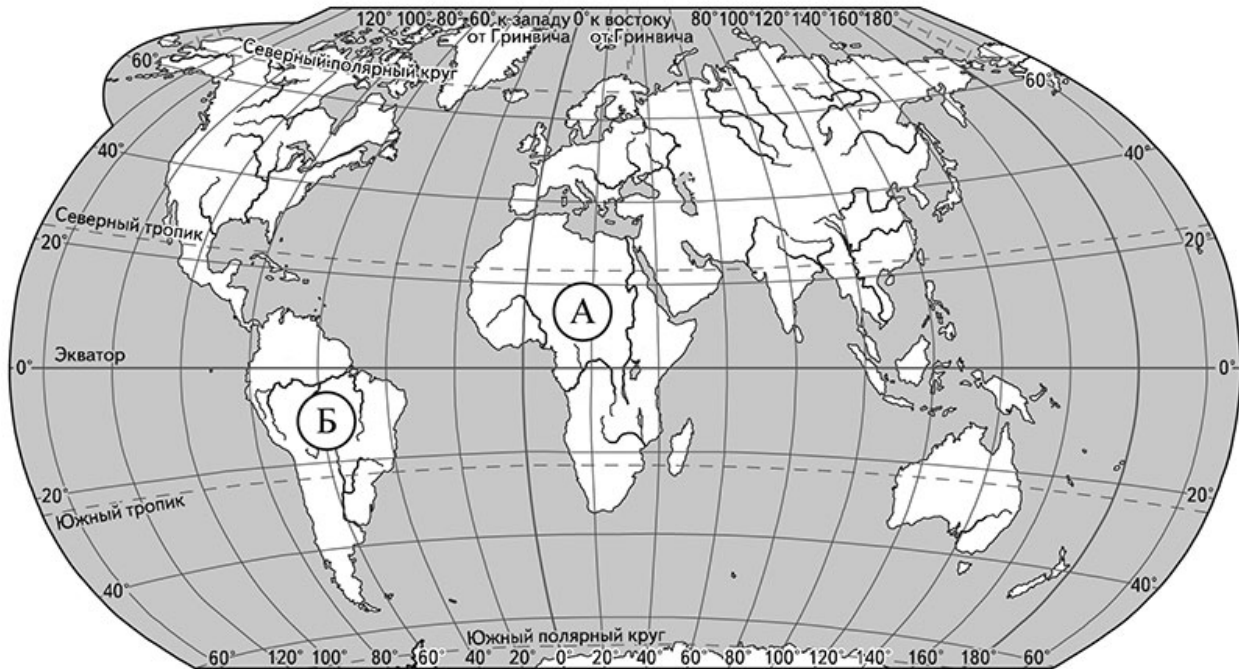 120° 100° 80° 60° к западу 0° к востоку 80° 100° 120° 140° 160° 180°
от Гринвича от Гринвича
Северный полярный круг
60° 60°
40° 40°
Северный тропик
20° 20°
А
Экватор
0° 0°
Б
20° 20°
Южный тропик
40° 40°
Южный полярный круг
60° 120° 100° 80° 60° 40° 20° 0° 20° 40° 60° 80° 100° 120° 140° 160° 180° 60°